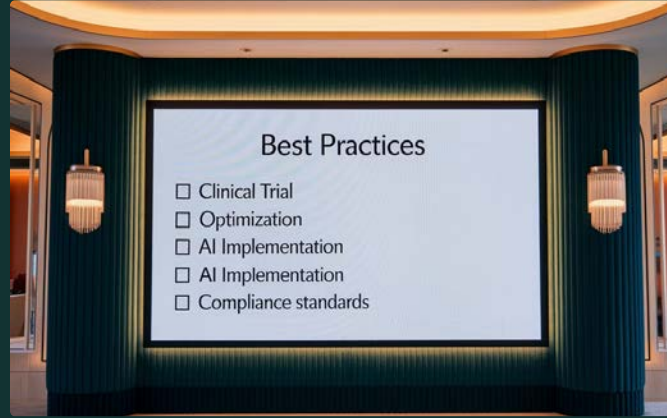 Best Practices
☐ Clinical Trial
☐ Optimization
☐ AI Implementation
☐ AI Implementation
☐ Compliance standards